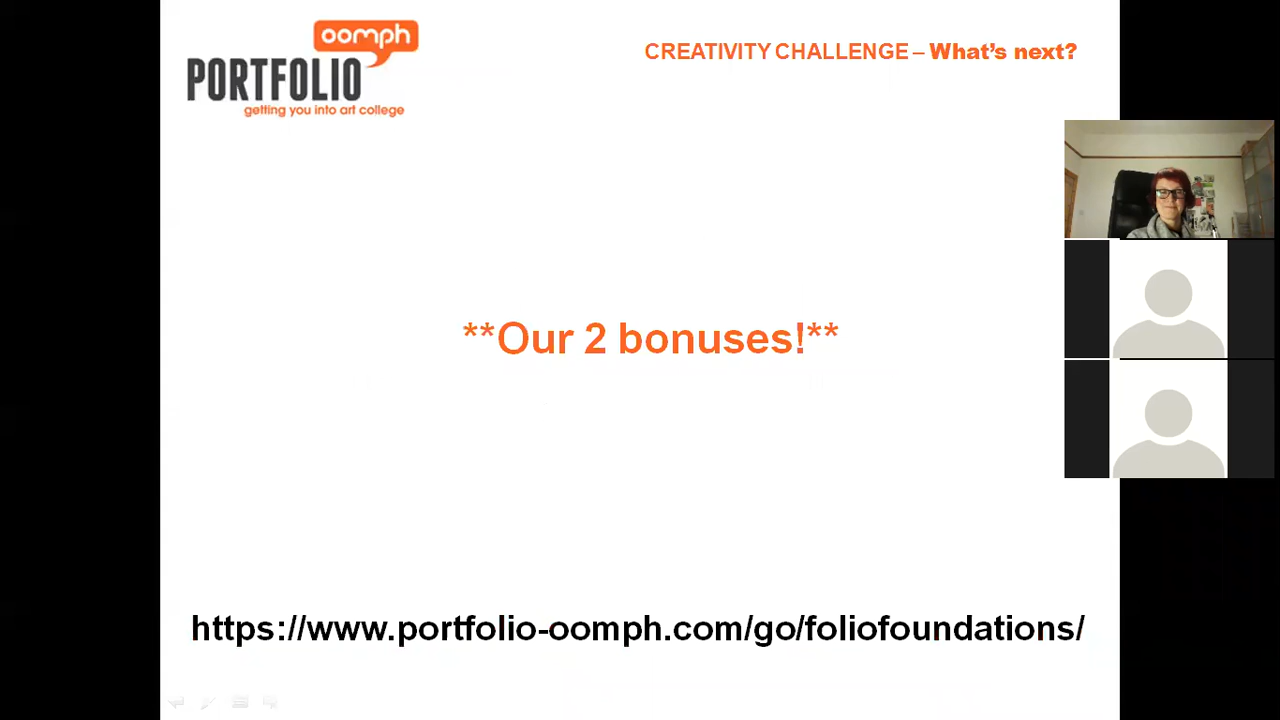 oomph
PORTFOLIO
getting you into art college
CREATIVITY CHALLENGE – What's next?
**Our 2 bonuses!**
https://www.portfolio-oomph.com/go/foliofoundations/